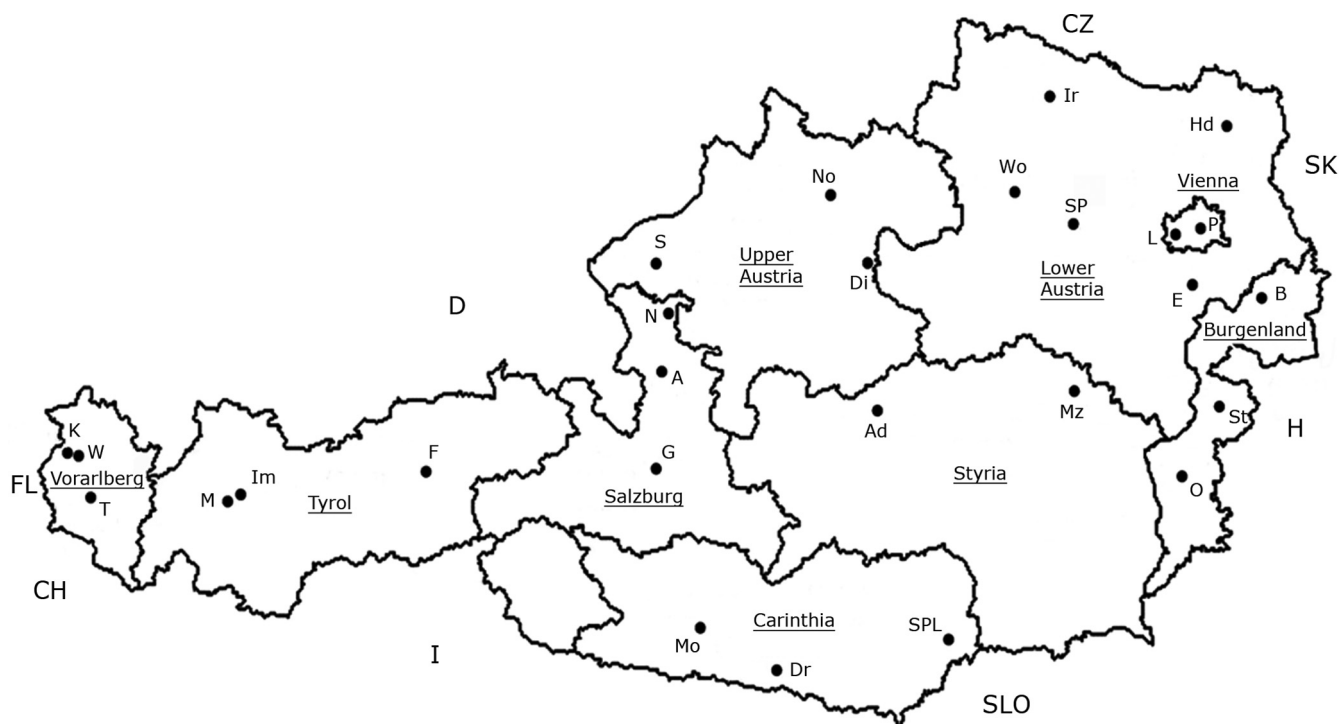 CZ
Ir
Hd
SK
No
Wo
Vienna
SP
P
L
S
Upper
Austria
Di
Lower
Austria
E
B
D
N
Burgenland
A
Mz
St
Ad
H
K
W
F
G
FL
Vorarlberg
Im
M
T
Tyrol
Salzburg
Styria
O
CH
Carinthia
SPL
Mo
I
Dr
SLO